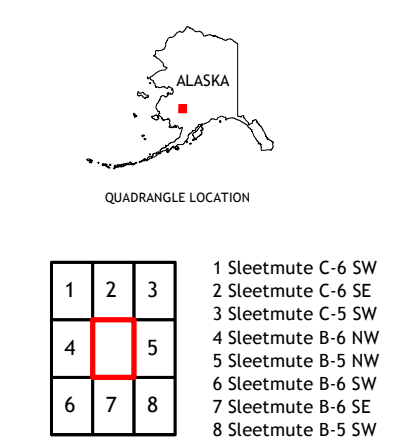 ALASKA
QUADRANGLE LOCATION
1 2 3
4 5
6 7 8
1 Sleetmute C-6 SW
2 Sleetmute C-6 SE
3 Sleetmute C-5 SW
4 Sleetmute B-6 NW
5 Sleetmute B-5 NW
6 Sleetmute B-6 SW
7 Sleetmute B-6 SE
8 Sleetmute B-5 SW